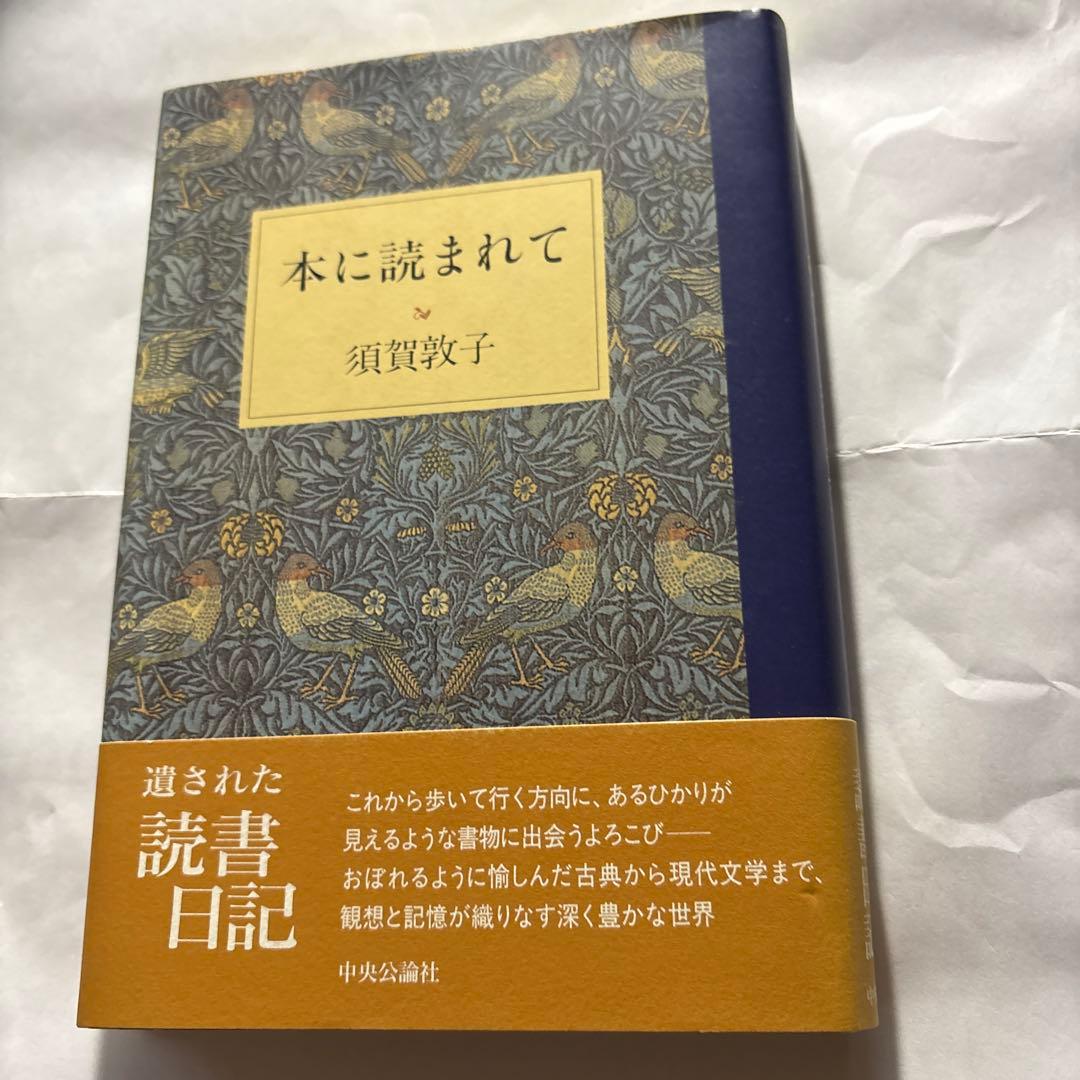 本に読まれて
須賀敦子
遺された
読書
日記
これから歩いて行く方向に、あるひかりが
見えるような書物に出会うよろこび――
おぼれるように愉しんだ古典から現代文学まで、
観想と記憶が織りなす深く豊かな世界
中央公論社